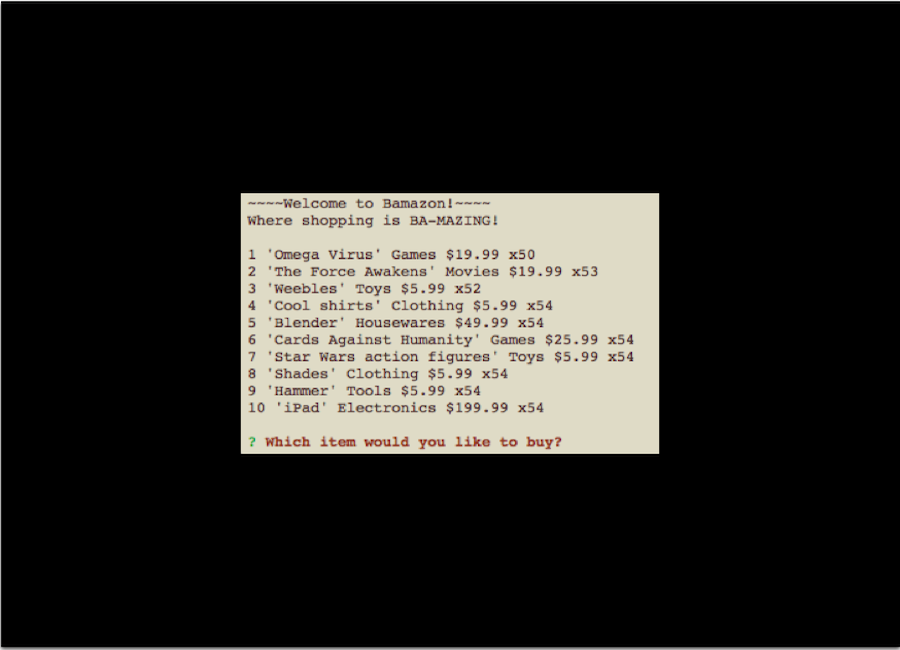 ~~~~Welcome to Bamazon!~~~~
Where shopping is BA-MAZING!
1 'Omega Virus' Games $19.99 x50
2 'The Force Awakens' Movies $19.99 x53
3 'Weebles' Toys $5.99 x52
4 'Cool shirts' Clothing $5.99 x54
5 'Blender' Housewares $49.99 x54
6 'Cards Against Humanity' Games $25.99 x54
7 'Star Wars action figures' Toys $5.99 x54
8 'Shades' Clothing $5.99 x54
9 'Hammer' Tools $5.99 x54
10 'iPad' Electronics $199.99 x54
? Which item would you like to buy?